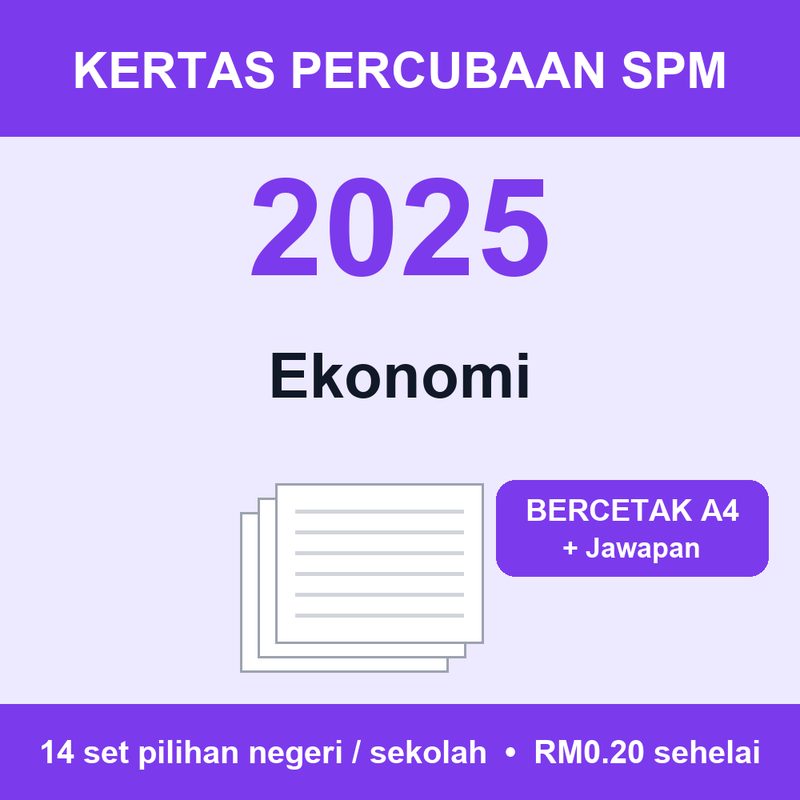 KERTAS PERCUBAAN SPM
2025
Ekonomi
BERCETAK A4
+ Jawapan
14 set pilihan negeri / sekolah • RM0.20 sehelai